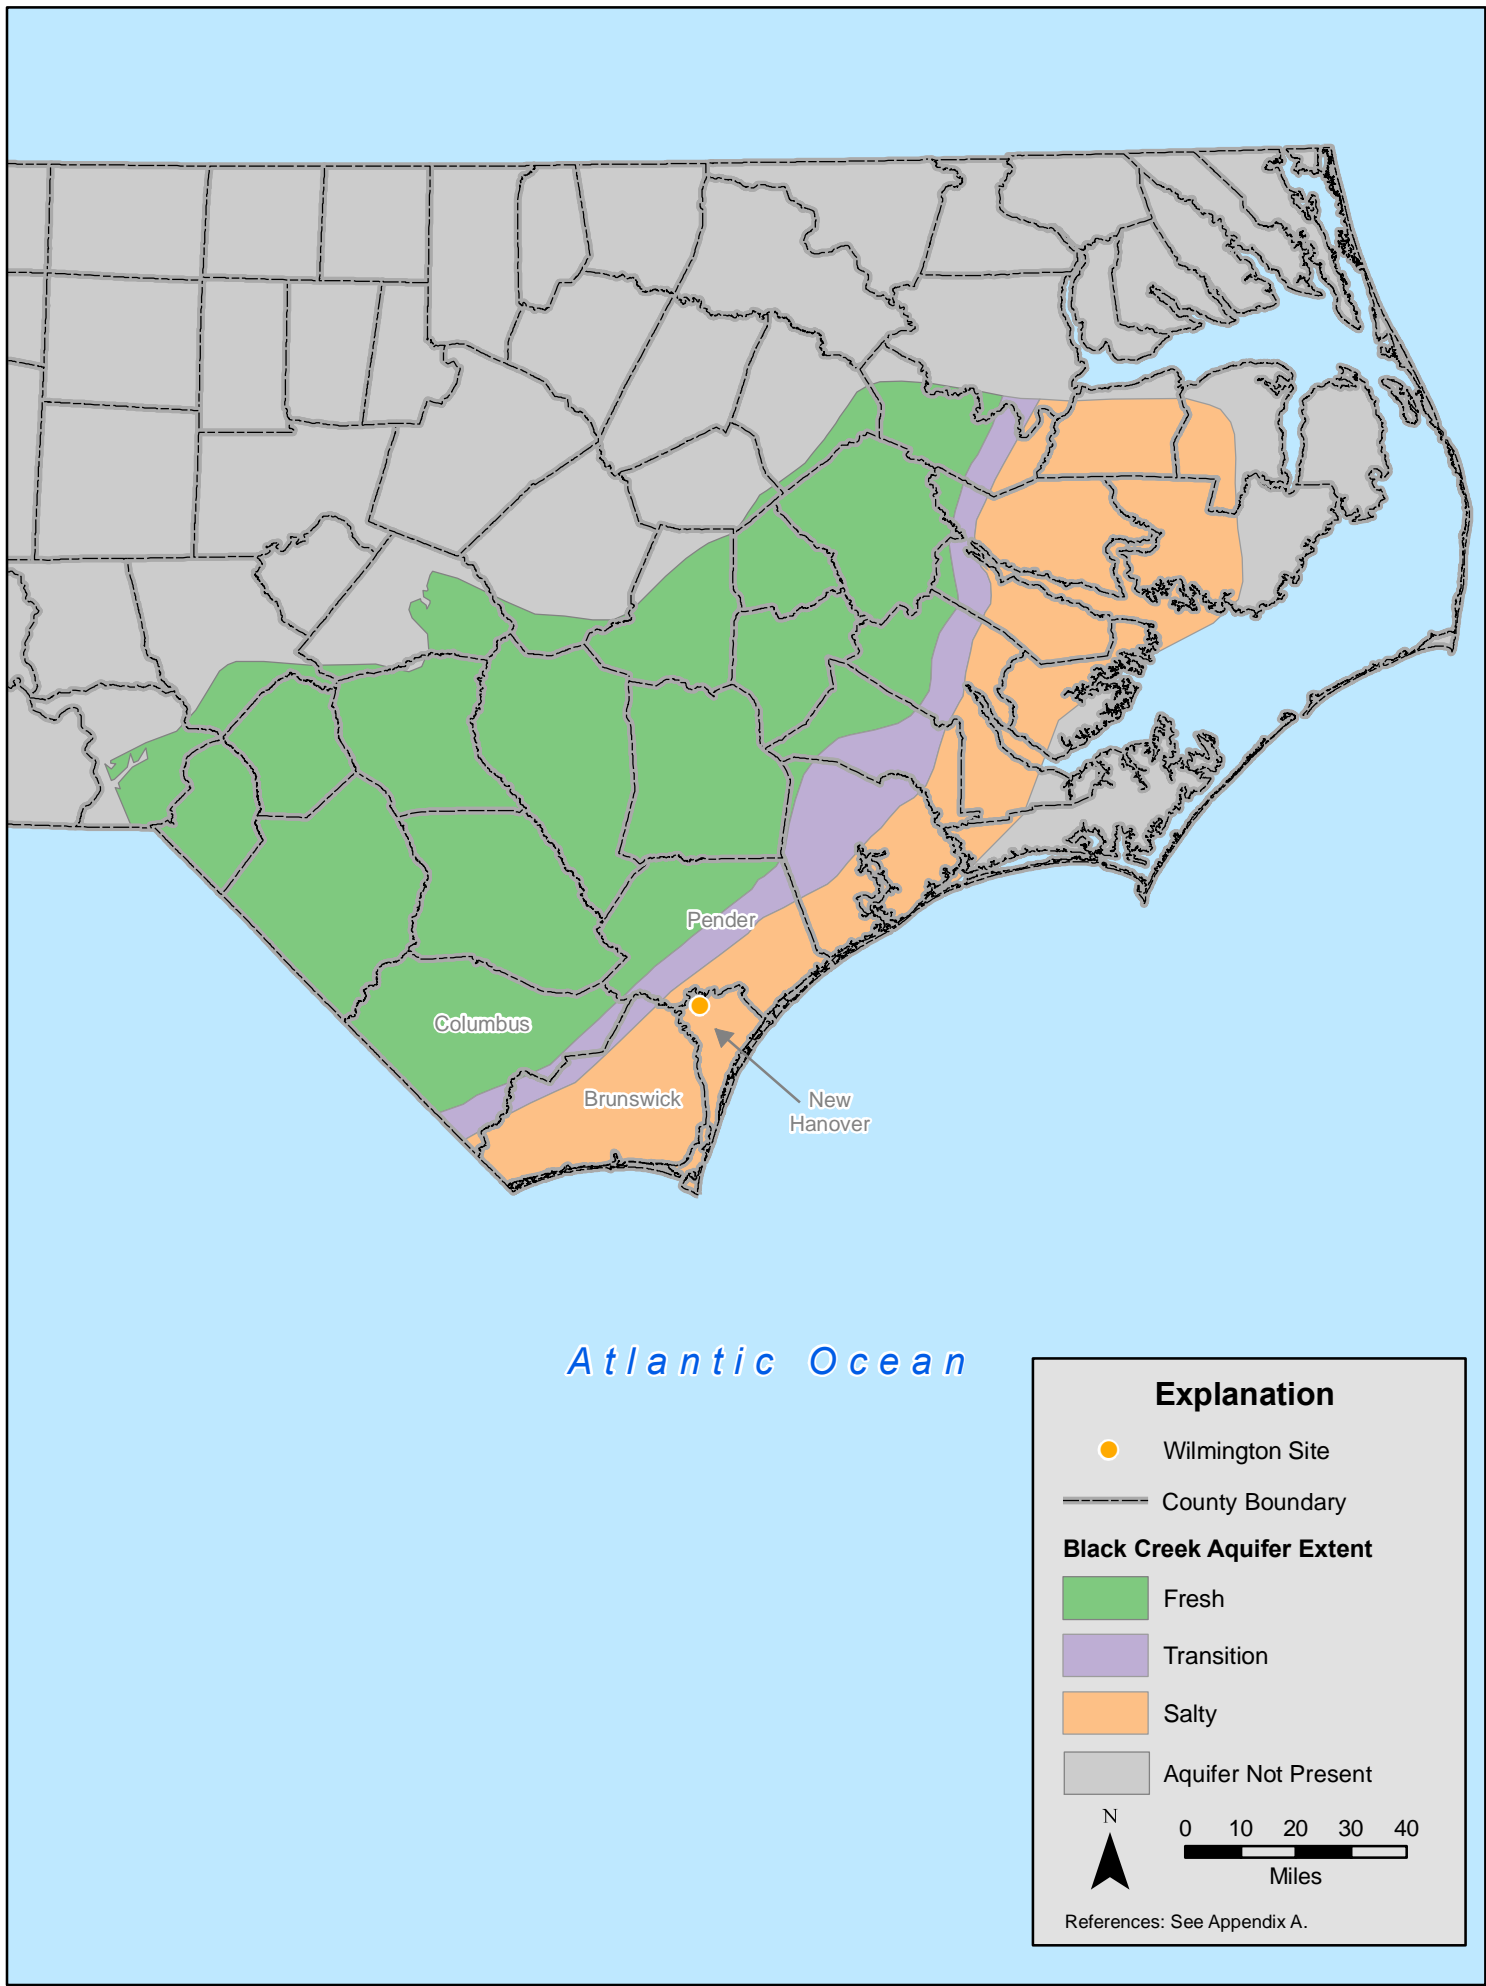 Pender
Columbus
Brunswick
New
Hanover
Atlantic Ocean
Explanation
Wilmington Site
County Boundary
Black Creek Aquifer Extent
Fresh
Transition
Salty
Aquifer Not Present
N
0 10 20 30 40
Miles
References: See Appendix A.